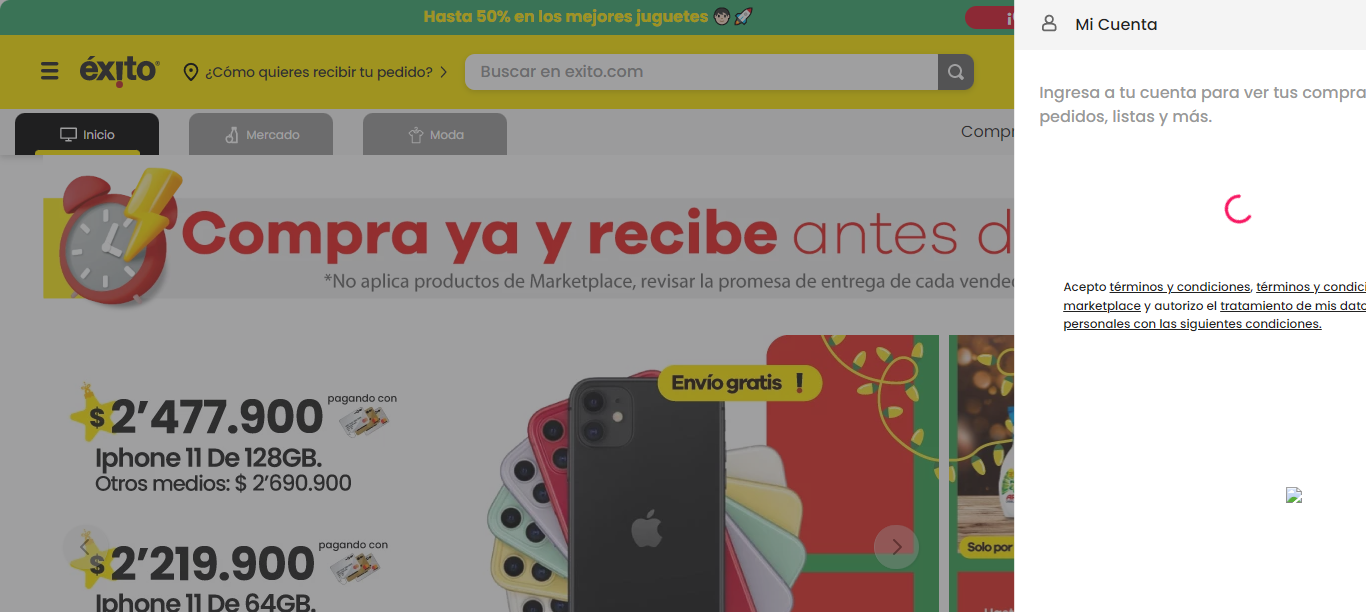 Hasta 50% en los mejores juguetes
Mi Cuenta
éxito
¿Cómo quieres recibir tu pedido?
Buscar en exito.com
Ingresa a tu cuenta para ver tus compra
pedidos, listas y más.
Inicio
Mercado
Moda
Compr
Compra ya y recibe antes d
*No aplica productos de Marketplace, revisar la promesa de entrega de cada vended
Acepto términos y condiciones, términos y condici
marketplace y autorizo el tratamiento de mis dato
personales con las siguientes condiciones.
Envío gratis !
$2'477.900 pagando con
Iphone 11 De 128GB.
Otros medios: $ 2'690.900
$2'219.900 pagando con
Iphone 11 De 64GB.
Solo por